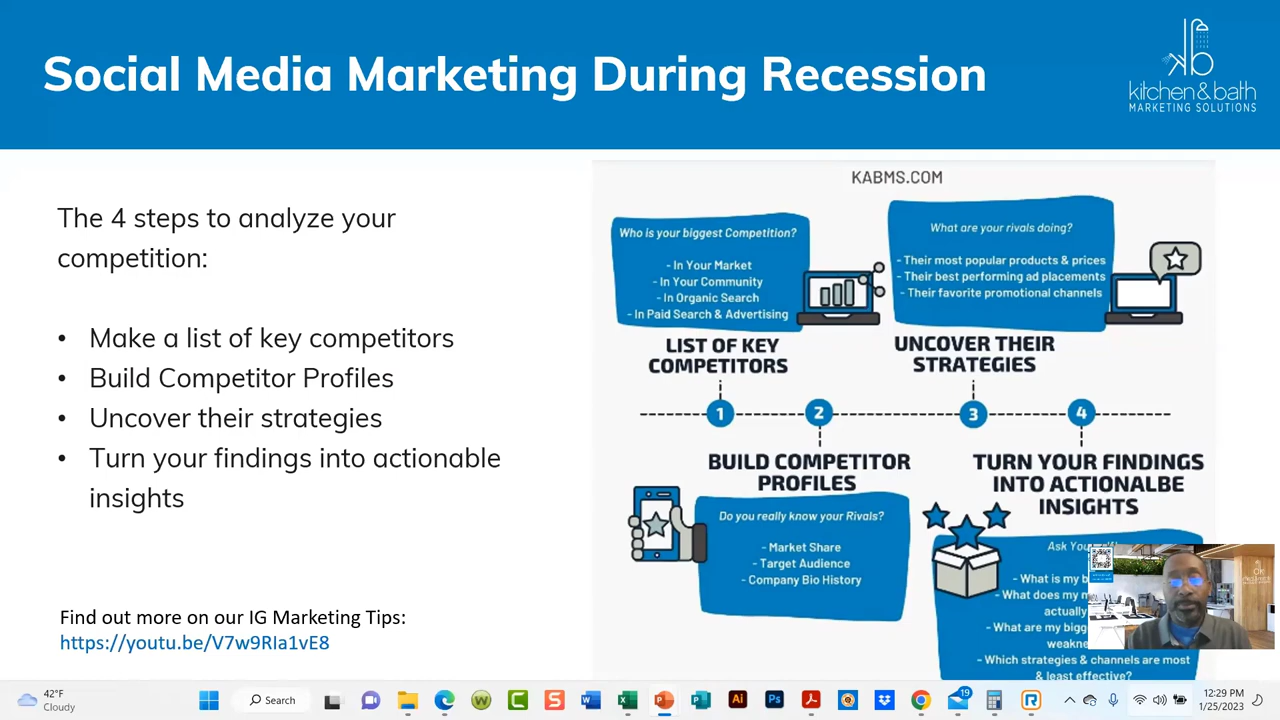 Social Media Marketing During Recession
kitchen & bath
MARKETING SOLUTIONS
The 4 steps to analyze your
competition:
• Make a list of key competitors
• Build Competitor Profiles
• Uncover their strategies
• Turn your findings into actionable
insights
Find out more on our IG Marketing Tips:
https://youtu.be/V7w9RIa1vE8
KABMS.COM
Who is your biggest Competition?
- In Your Market
- In Your Community
- In Organic Search
- In Paid Search & Advertising
LIST OF KEY
COMPETITORS
What are your rivals doing?
- Their most popular products & prices
- Their best performing ad placements
- Their favorite promotional channels
UNCOVER THEIR
STRATEGIES
1
2
3
4
BUILD COMPETITOR
PROFILES
Do you really know your Rivals?
- Market Share
- Target Audience
- Company Bio History
TURN YOUR FINDINGS
INTO ACTIONALBE
INSIGHTS
Ask
- What is my
- What does my
actually
- What are my
- Which strategies & channels are most
& least effective?
42°F
Cloudy
Search
19
12:29 PM
1/25/2023